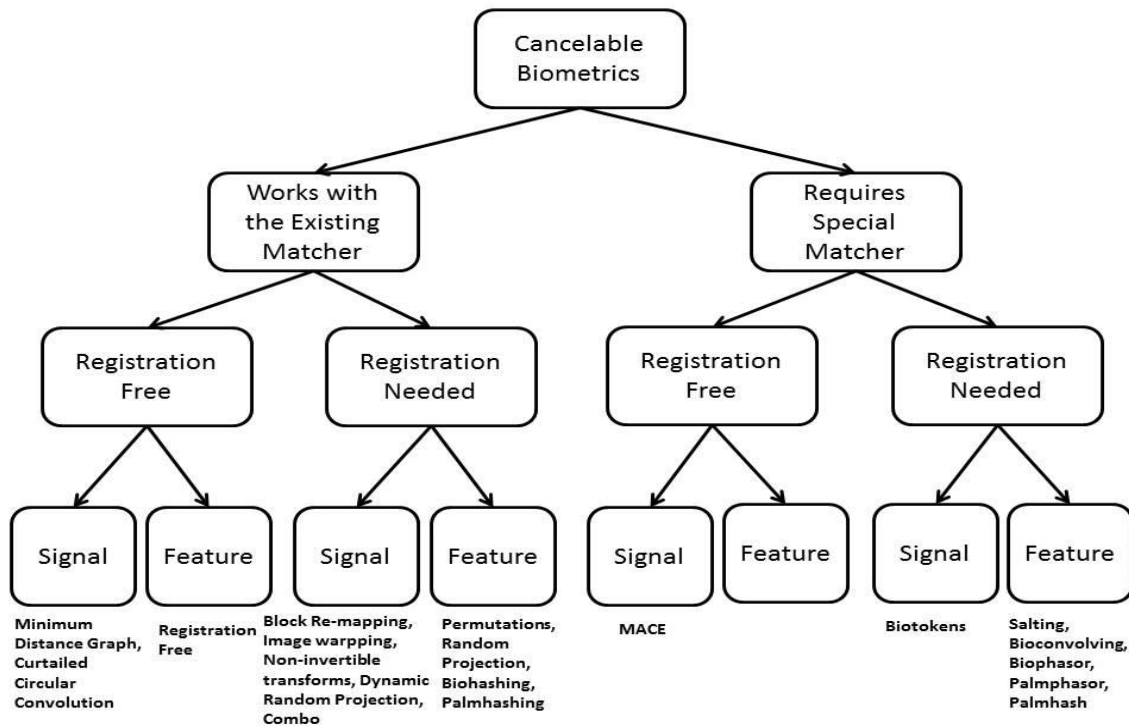 Cancelable
Biometrics
Works with
the Existing
Matcher
Requires
Special
Matcher
Registration
Free
Registration
Needed
Registration
Free
Registration
Needed
Signal
Feature
Signal
Feature
Signal
Feature
Signal
Feature
Minimum
Distance Graph,
Curtailed
Circular
Convolution
Registration
Free
Block Re-mapping,
Image warpping,
Non-invertible
transforms, Dynamic
Random Projection,
Combo
Permutations,
Random
Projection,
Biohashing,
Palmhashing
MACE
Biotokens
Salting,
Bioconvolving,
Biophasor,
Palmphasor,
Palmhash